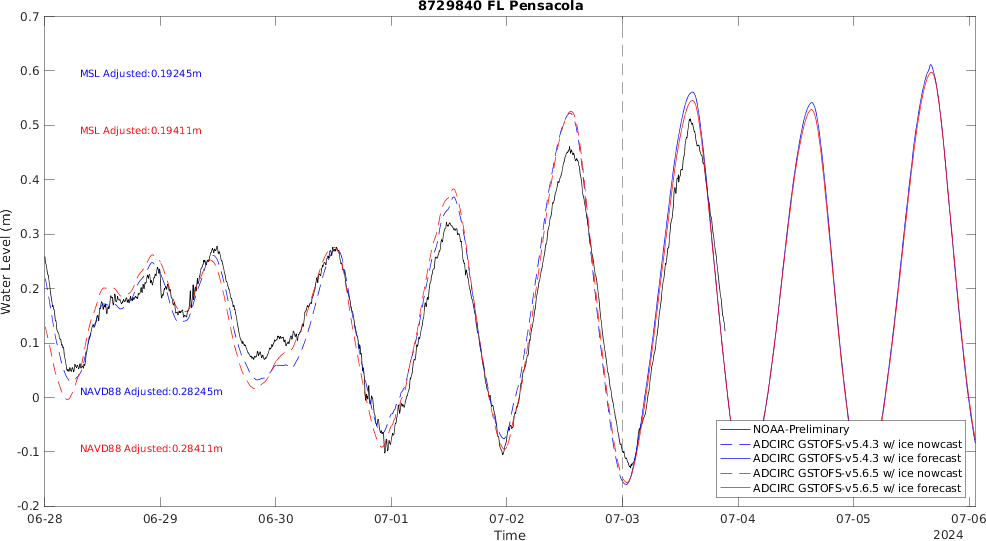 8729840 FL Pensacola
0.7
0.6
0.5
0.4
0.3
0.2
0.1
0
-0.1
-0.2
Water Level (m)
MSL Adjusted:0.19245m
MSL Adjusted:0.19411m
NAVD88 Adjusted:0.28245m
NAVD88 Adjusted:0.28411m
NOAA-Preliminary
ADCIRC GSTOFS-v5.4.3 w/ ice nowcast
ADCIRC GSTOFS-v5.4.3 w/ ice forecast
ADCIRC GSTOFS-v5.6.5 w/ ice nowcast
ADCIRC GSTOFS-v5.6.5 w/ ice forecast
06-28 06-29 06-30 07-01 07-02 07-03 07-04 07-05 07-06
Time
2024